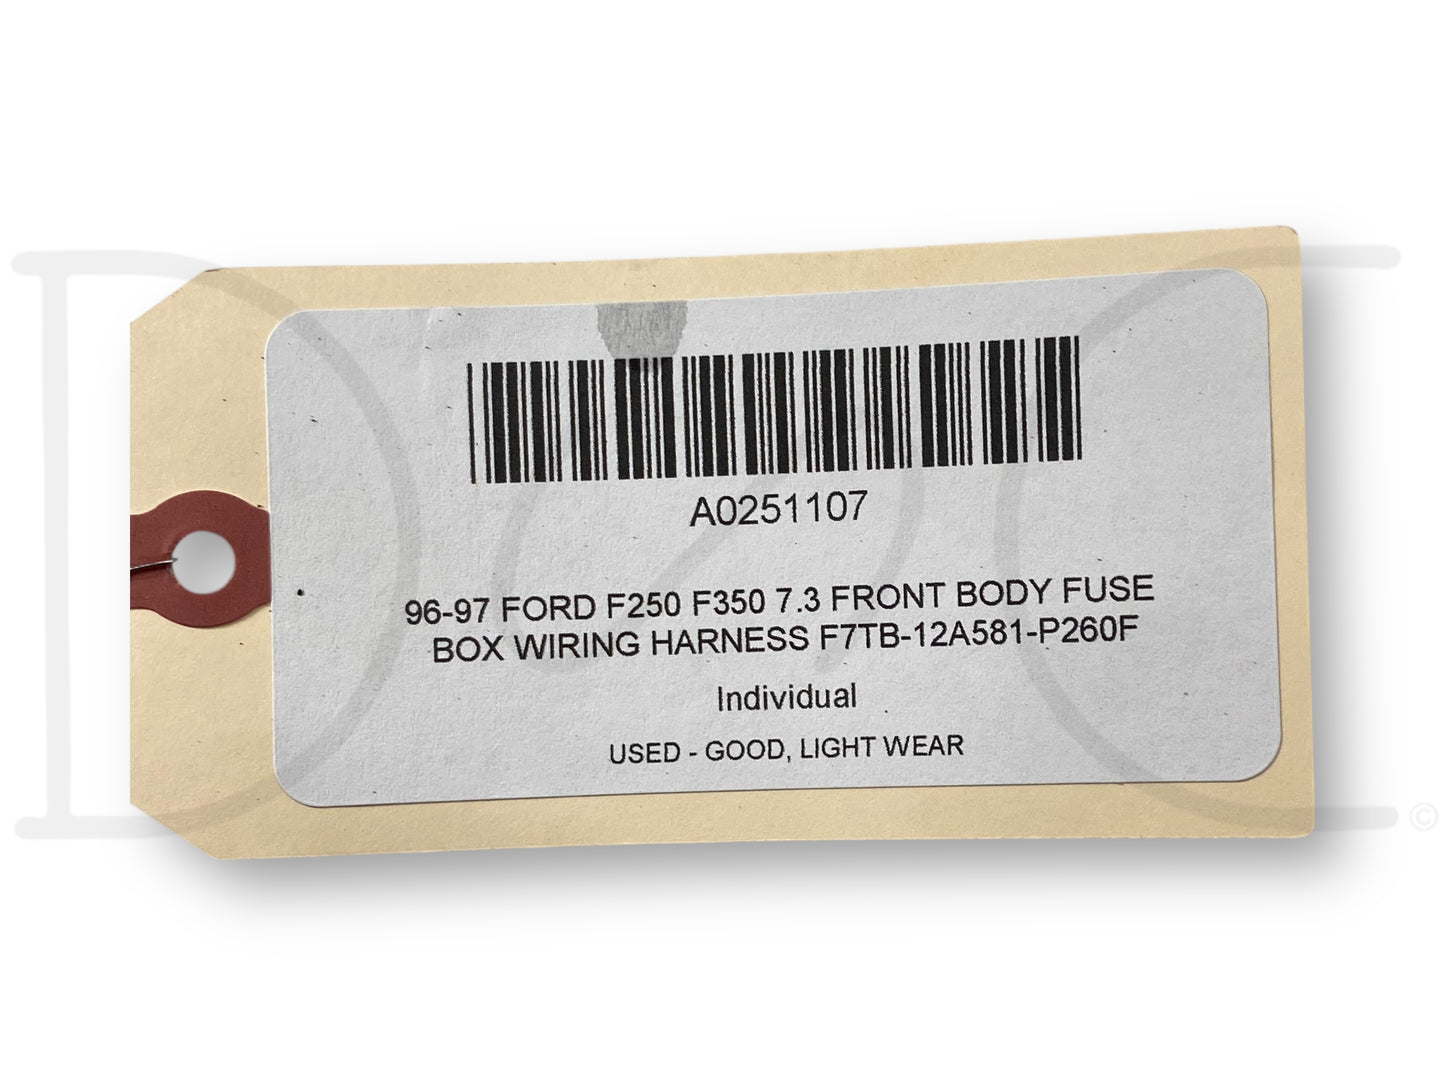 A0251107
96-97 FORD F250 F350 7.3 FRONT BODY FUSE
BOX WIRING HARNESS F7TB-12A581-P260F
Individual
USED - GOOD, LIGHT WEAR
©